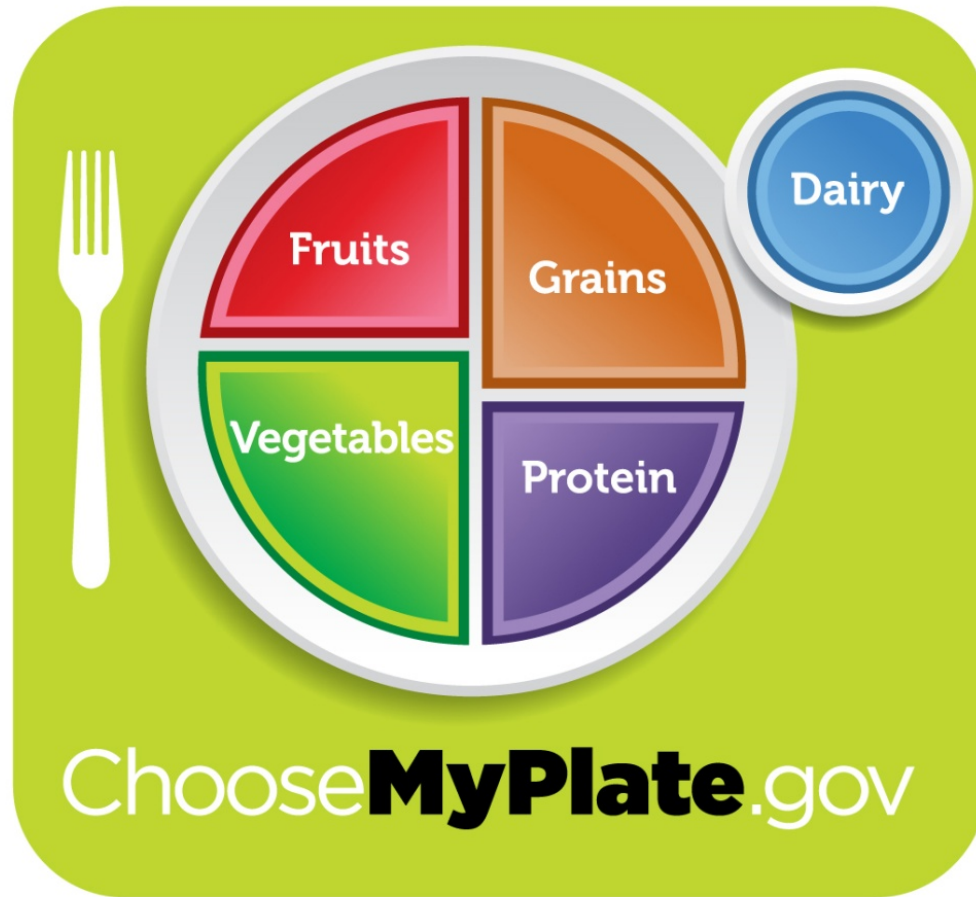 Dairy
Fruits
Grains
Vegetables
Protein
ChooseMyPlate.gov